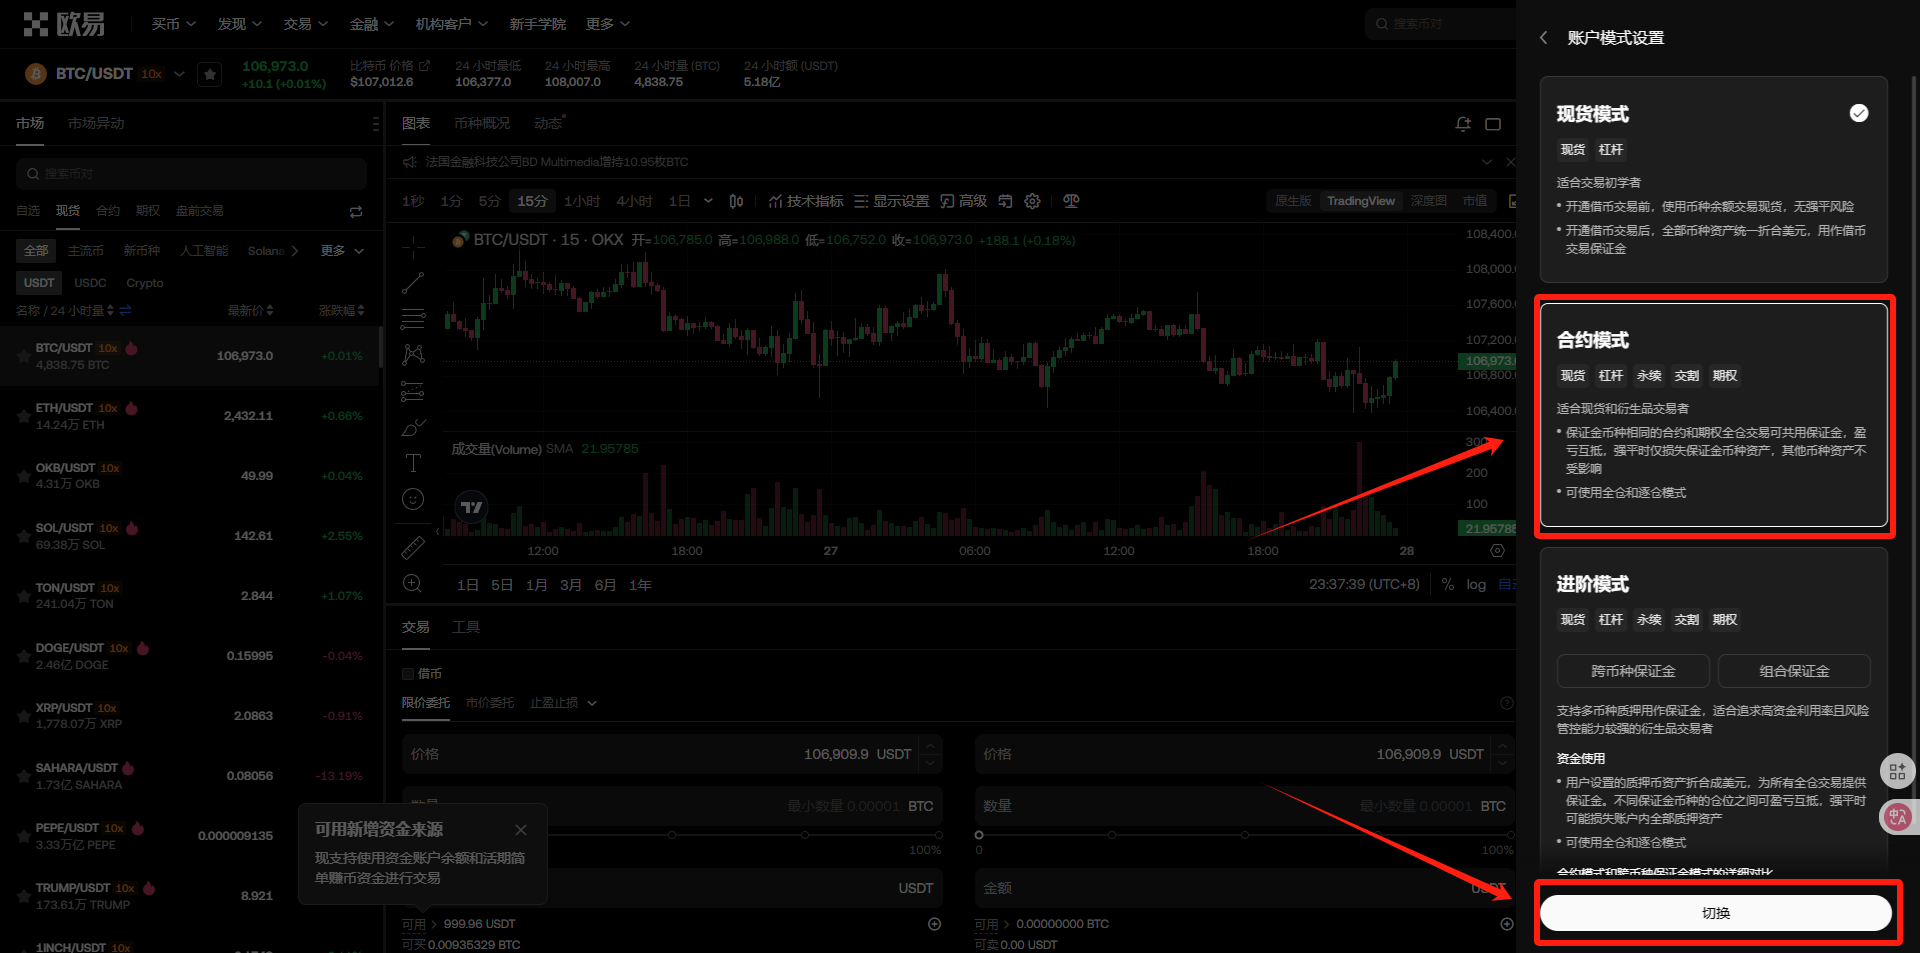 欧易
买币
发现
交易
金融
机构客户
新手学院
更多
搜索币对
BTC/USDT 10x
106,973.0
+10.1 (+0.01%)
比特币 价格
$107,012.6
24 小时最低
106,377.0
24 小时最高
108,007.0
24 小时量 (BTC)
4,838.75
24 小时额 (USDT)
5.18亿
市场
市场异动
搜索币对
自选
现货
合约
期权
盘前交易
全部
主流币
新币种
人工智能
Solana
更多
USDT
USDC
Crypto
名称 / 24 小时量
最新价
涨跌幅
BTC/USDT 10x
4,838.75 BTC
106,973.0
+0.01%
ETH/USDT 10x
14.24万 ETH
2,432.11
+0.66%
OKB/USDT 10x
4.31万 OKB
49.99
+0.04%
SOL/USDT 10x
69.38万 SOL
142.61
+2.55%
TON/USDT 10x
241.04万 TON
2.844
+1.07%
DOGE/USDT 10x
2.46亿 DOGE
0.15995
-0.04%
XRP/USDT 10x
1,778.07万 XRP
2.0863
-0.91%
SAHARA/USDT
1.73亿 SAHARA
0.08056
-13.19%
PEPE/USDT 10x
3.33万亿 PEPE
0.000009135
TRUMP/USDT 10x
173.61万 TRUMP
8.921
1INCH/USDT 10x
图表
币种概况
动态
法国金融科技公司BD Multimedia增持10.95枚BTC
1秒
1分
5分
15分
1小时
4小时
1日
技术指标
显示设置
高级
原生版
TradingView
深度图
市值
BTC/USDT · 15 · OKX 开=106,785.0 高=106,988.0 低=106,752.0 收=106,973.0 +188.1 (+0.18%)
108,400.
108,000.
107,600.
107,200.
106,973.
106,800.
106,400.
成交量(Volume) SMA 21.95785
300
200
100
21.95785
12:00
18:00
27
06:00
12:00
18:00
28
1日
5日
1月
3月
6月
1年
23:37:39 (UTC+8)
%
log
交易
工具
借币
限价委托
市价委托
止盈止损
价格
106,909.9 USDT
价格
106,909.9 USDT
最小数量 0.00001 BTC
数量
最小数量 0.00001 BTC
100%
0
100%
USDT
金额
USDT
可用
999.96 USDT
可买 0.00935329 BTC
可用
0.00000000 BTC
可卖 0.00 USDT
可用新增资金来源
现支持使用资金账户余额和活期简
单赚币资金进行交易
账户模式设置
现货模式
现货
杠杆
适合交易初学者
• 开通借币交易前，使用币种余额交易现货，无强平风险
• 开通借币交易后，全部币种资产统一折合美元，用作借币
交易保证金
合约模式
现货
杠杆
永续
交割
期权
适合现货和衍生品交易者
• 保证金币种相同的合约和期权全仓交易可共用保证金，盈
亏互抵，强平时仅损失保证金币种资产，其他币种资产不
受影响
• 可使用全仓和逐仓模式
进阶模式
现货
杠杆
永续
交割
期权
跨币种保证金
组合保证金
支持多币种质押用作保证金，适合追求高资金利用率且风险
管控能力较强的衍生品交易者
资金使用
• 用户设置的质押币资产折合成美元，为所有全仓交易提供
保证金。不同保证金币种的仓位之间可盈亏互抵，强平时
可能损失账户内全部质押资产
• 可使用全仓和逐仓模式
合约模式和跨币种保证金模式的详细对比
切换